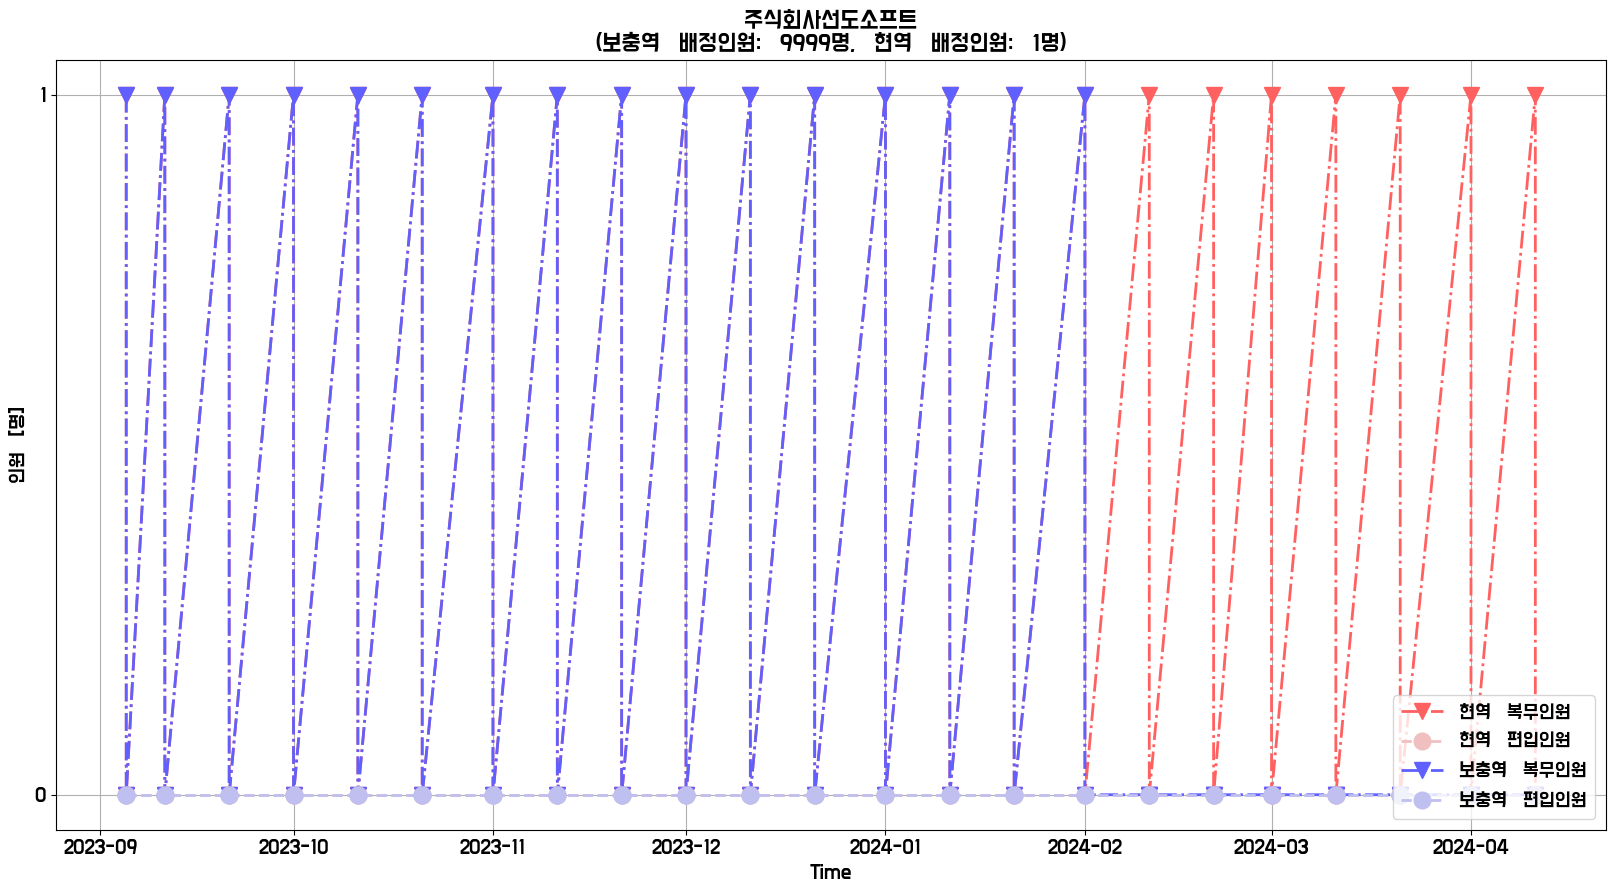 주식회사선도소프트
(보충역 배정인원: 9999명, 현역 배정인원: 1명)
인원 [명]
1
0
현역 복무인원
현역 편입인원
보충역 복무인원
보충역 편입인원
2023-09 2023-10 2023-11 2023-12 2024-01 2024-02 2024-03 2024-04
Time